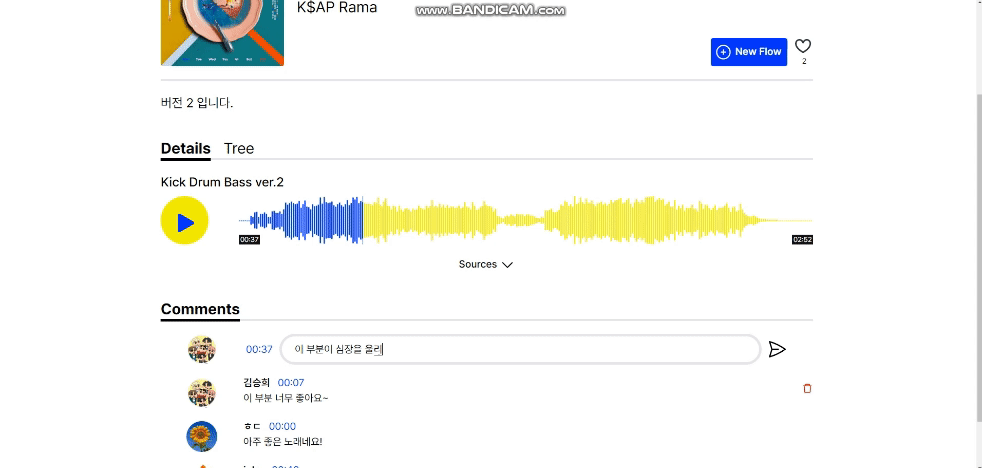 www.BANDICAM.com
K$AP Rama
New Flow
2
버전 2 입니다.
Details Tree
Kick Drum Bass ver.2
00:37 02:52
Sources
Comments
00:37 이 부분이 심장을 울리
김승희 00:07
이 부분 너무 좋아요~
ㅎㄷ 00:00
아주 좋은 노래네요!